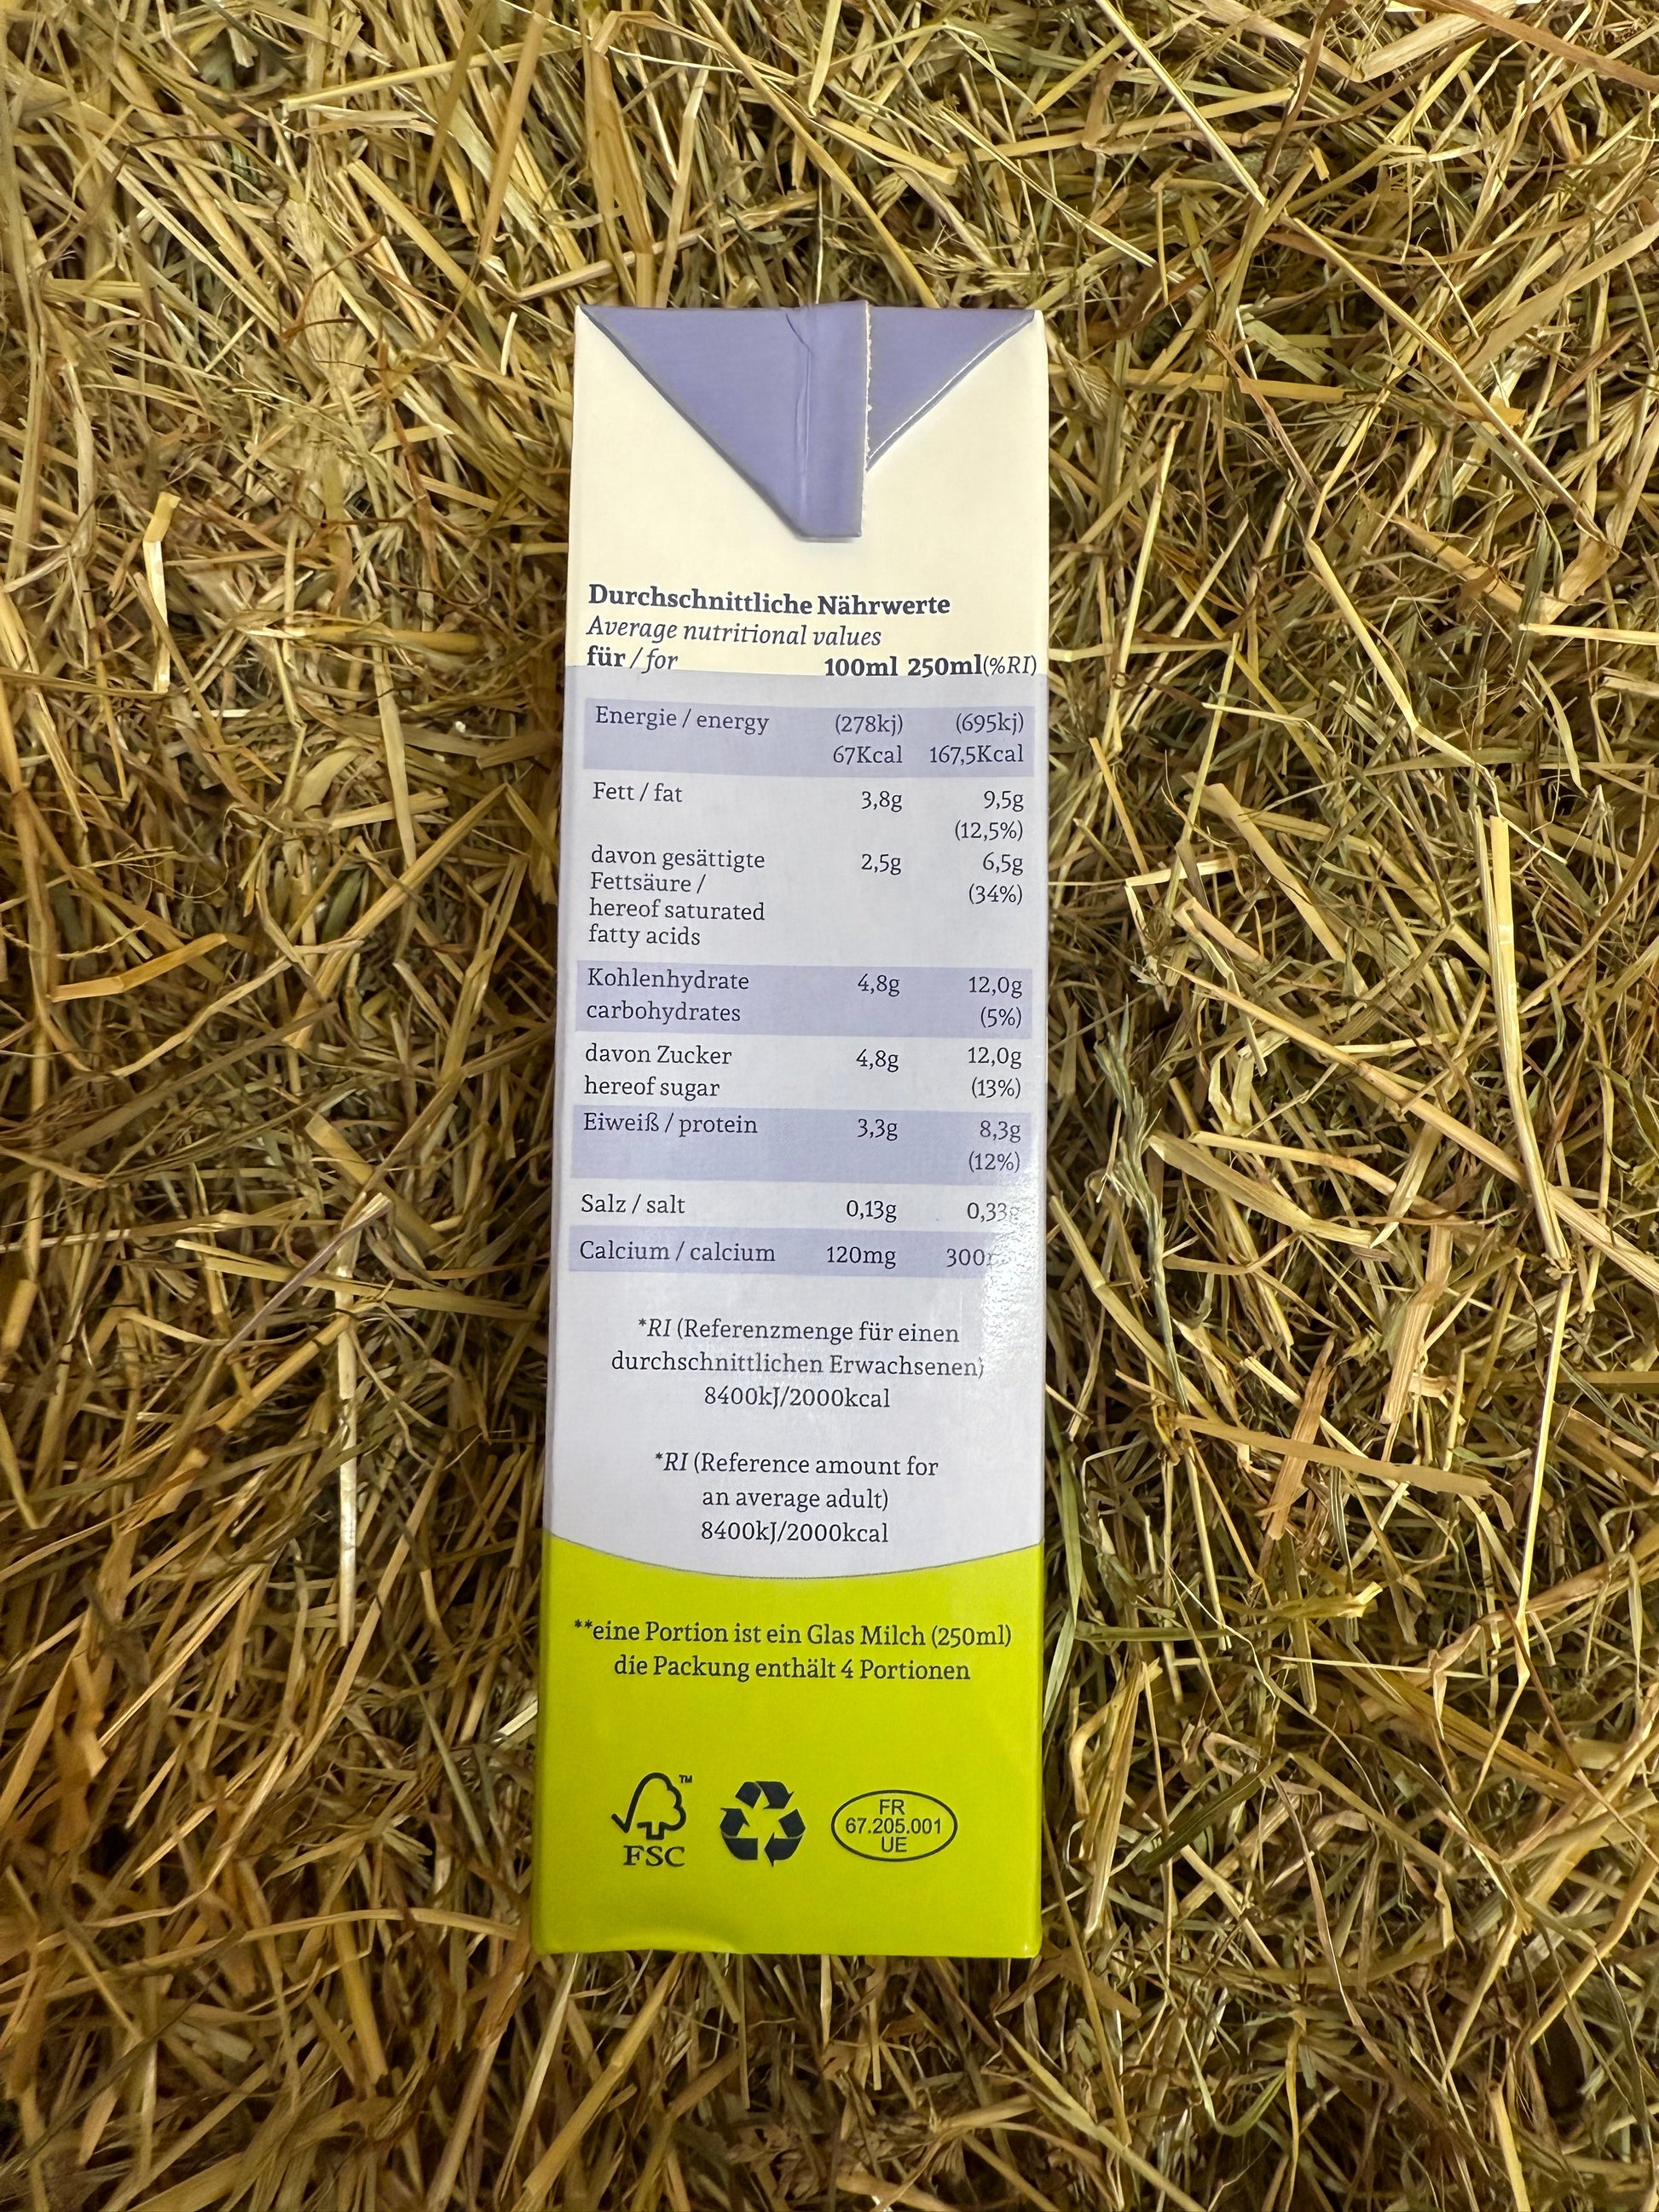 Durchschnittliche Nährwerte
Average nutritional values
für / for 100ml 250ml(%RI)
Energie / energy (278kj) (695kj)
67Kcal 167,5Kcal
Fett / fat 3,8g 9,5g
(12,5%)
davon gesättigte 2,5g 6,5g
Fettsäure / (34%)
hereof saturated
fatty acids
Kohlenhydrate 4,8g 12,0g
carbohydrates (5%)
davon Zucker 4,8g 12,0g
hereof sugar (13%)
Eiweiß / protein 3,3g 8,3g
(12%)
Salz / salt 0,13g 0,33g
Calcium / calcium 120mg 300
*RI (Referenzmenge für einen
durchschnittlichen Erwachsenen)
8400kJ/2000kcal
*RI (Reference amount for
an average adult)
8400kJ/2000kcal
**eine Portion ist ein Glas Milch (250ml)
die Packung enthält 4 Portionen
TM
FSC
FR
67.205.001
UE